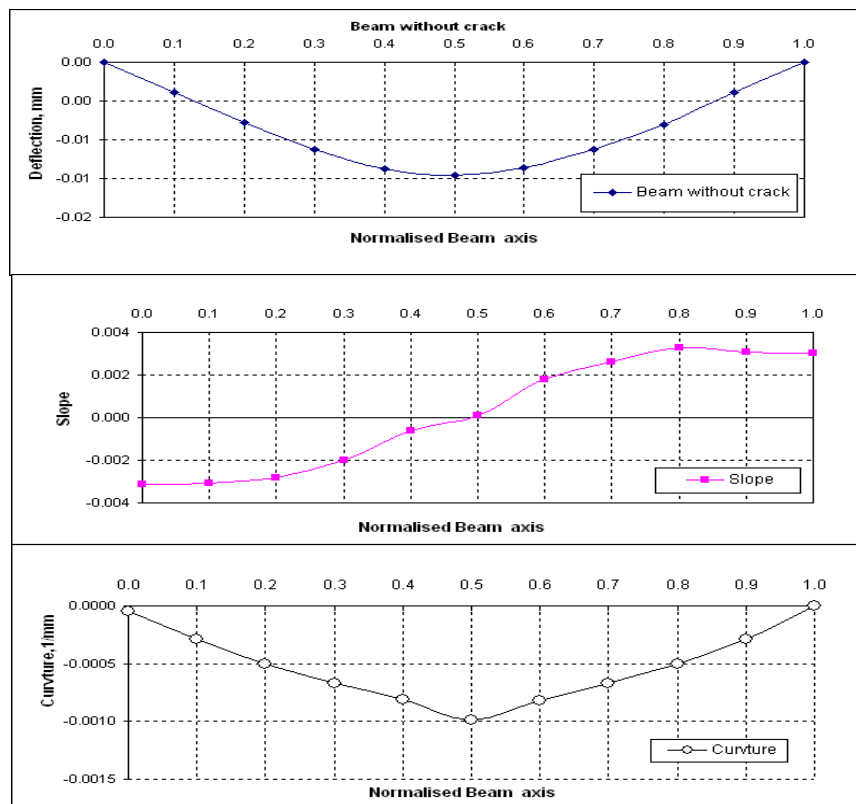 Beam without crack
0.0 0.1 0.2 0.3 0.4 0.5 0.6 0.7 0.8 0.9 1.0
0.00
0.00
-0.01
-0.01
-0.02
Deflection, mm
Beam without crack
Normalised Beam axis
0.0 0.1 0.2 0.3 0.4 0.5 0.6 0.7 0.8 0.9 1.0
0.004
0.002
0.000
-0.002
-0.004
Slope
Slope
Normalised Beam axis
0.0 0.1 0.2 0.3 0.4 0.5 0.6 0.7 0.8 0.9 1.0
0.0000
-0.0005
-0.0010
-0.0015
Curvture,1/mm
Curvture
Normalised Beam axis